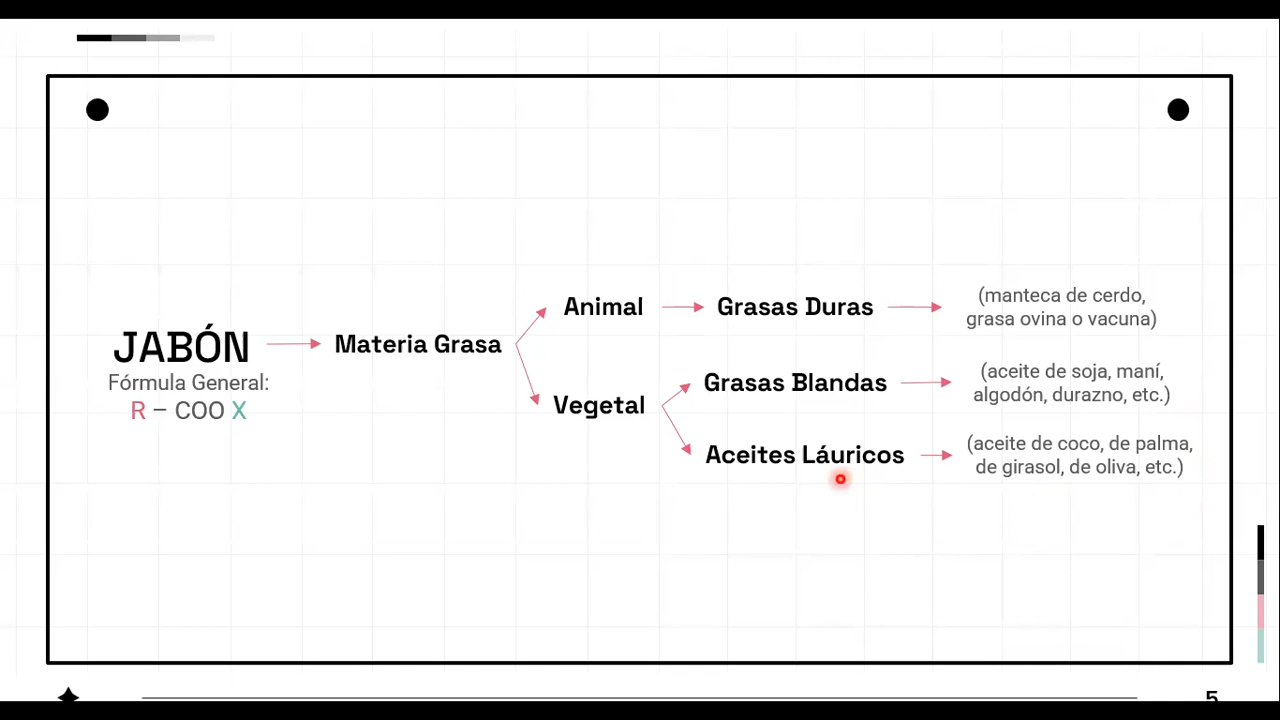 JABÓN
Fórmula General:
R – COO X
Materia Grasa
Animal
Grasas Duras
(manteca de cerdo,
grasa ovina o vacuna)
Vegetal
Grasas Blandas
(aceite de soja, maní,
algodón, durazno, etc.)
Aceites Láuricos
(aceite de coco, de palma,
de girasol, de oliva, etc.)
5